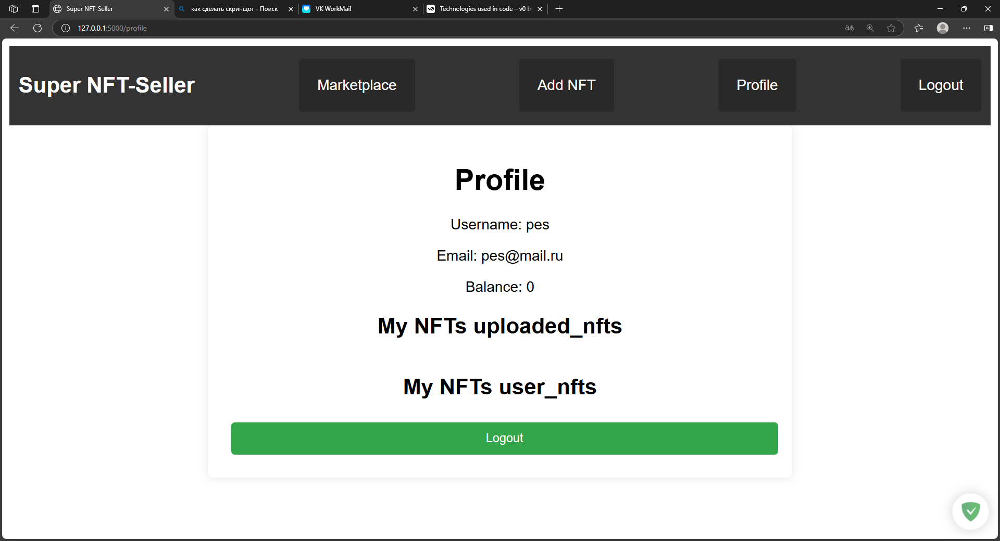 Super NFT-Seller
как сделать скринщот - Поиск
VK WorkMail
Technologies used in code – v0 by
127.0.0.1:5000/profile
Super NFT-Seller
Marketplace
Add NFT
Profile
Logout
Profile
Username: pes
Email: pes@mail.ru
Balance: 0
My NFTs uploaded_nfts
My NFTs user_nfts
Logout